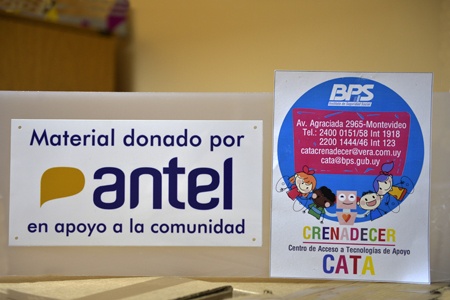 Material donado por
antel
en apoyo a la comunidad
BPS
Av. Agraciada 2965-Montevideo
Tel.: 2400 0151/58 Int 1918
2200 1444/46 Int 123
catacrenadecer@vera.com.uy
cata@bps.gub.uy
CRENADECER
Centro de Acceso a Tecnologías de Apoyo
CATA